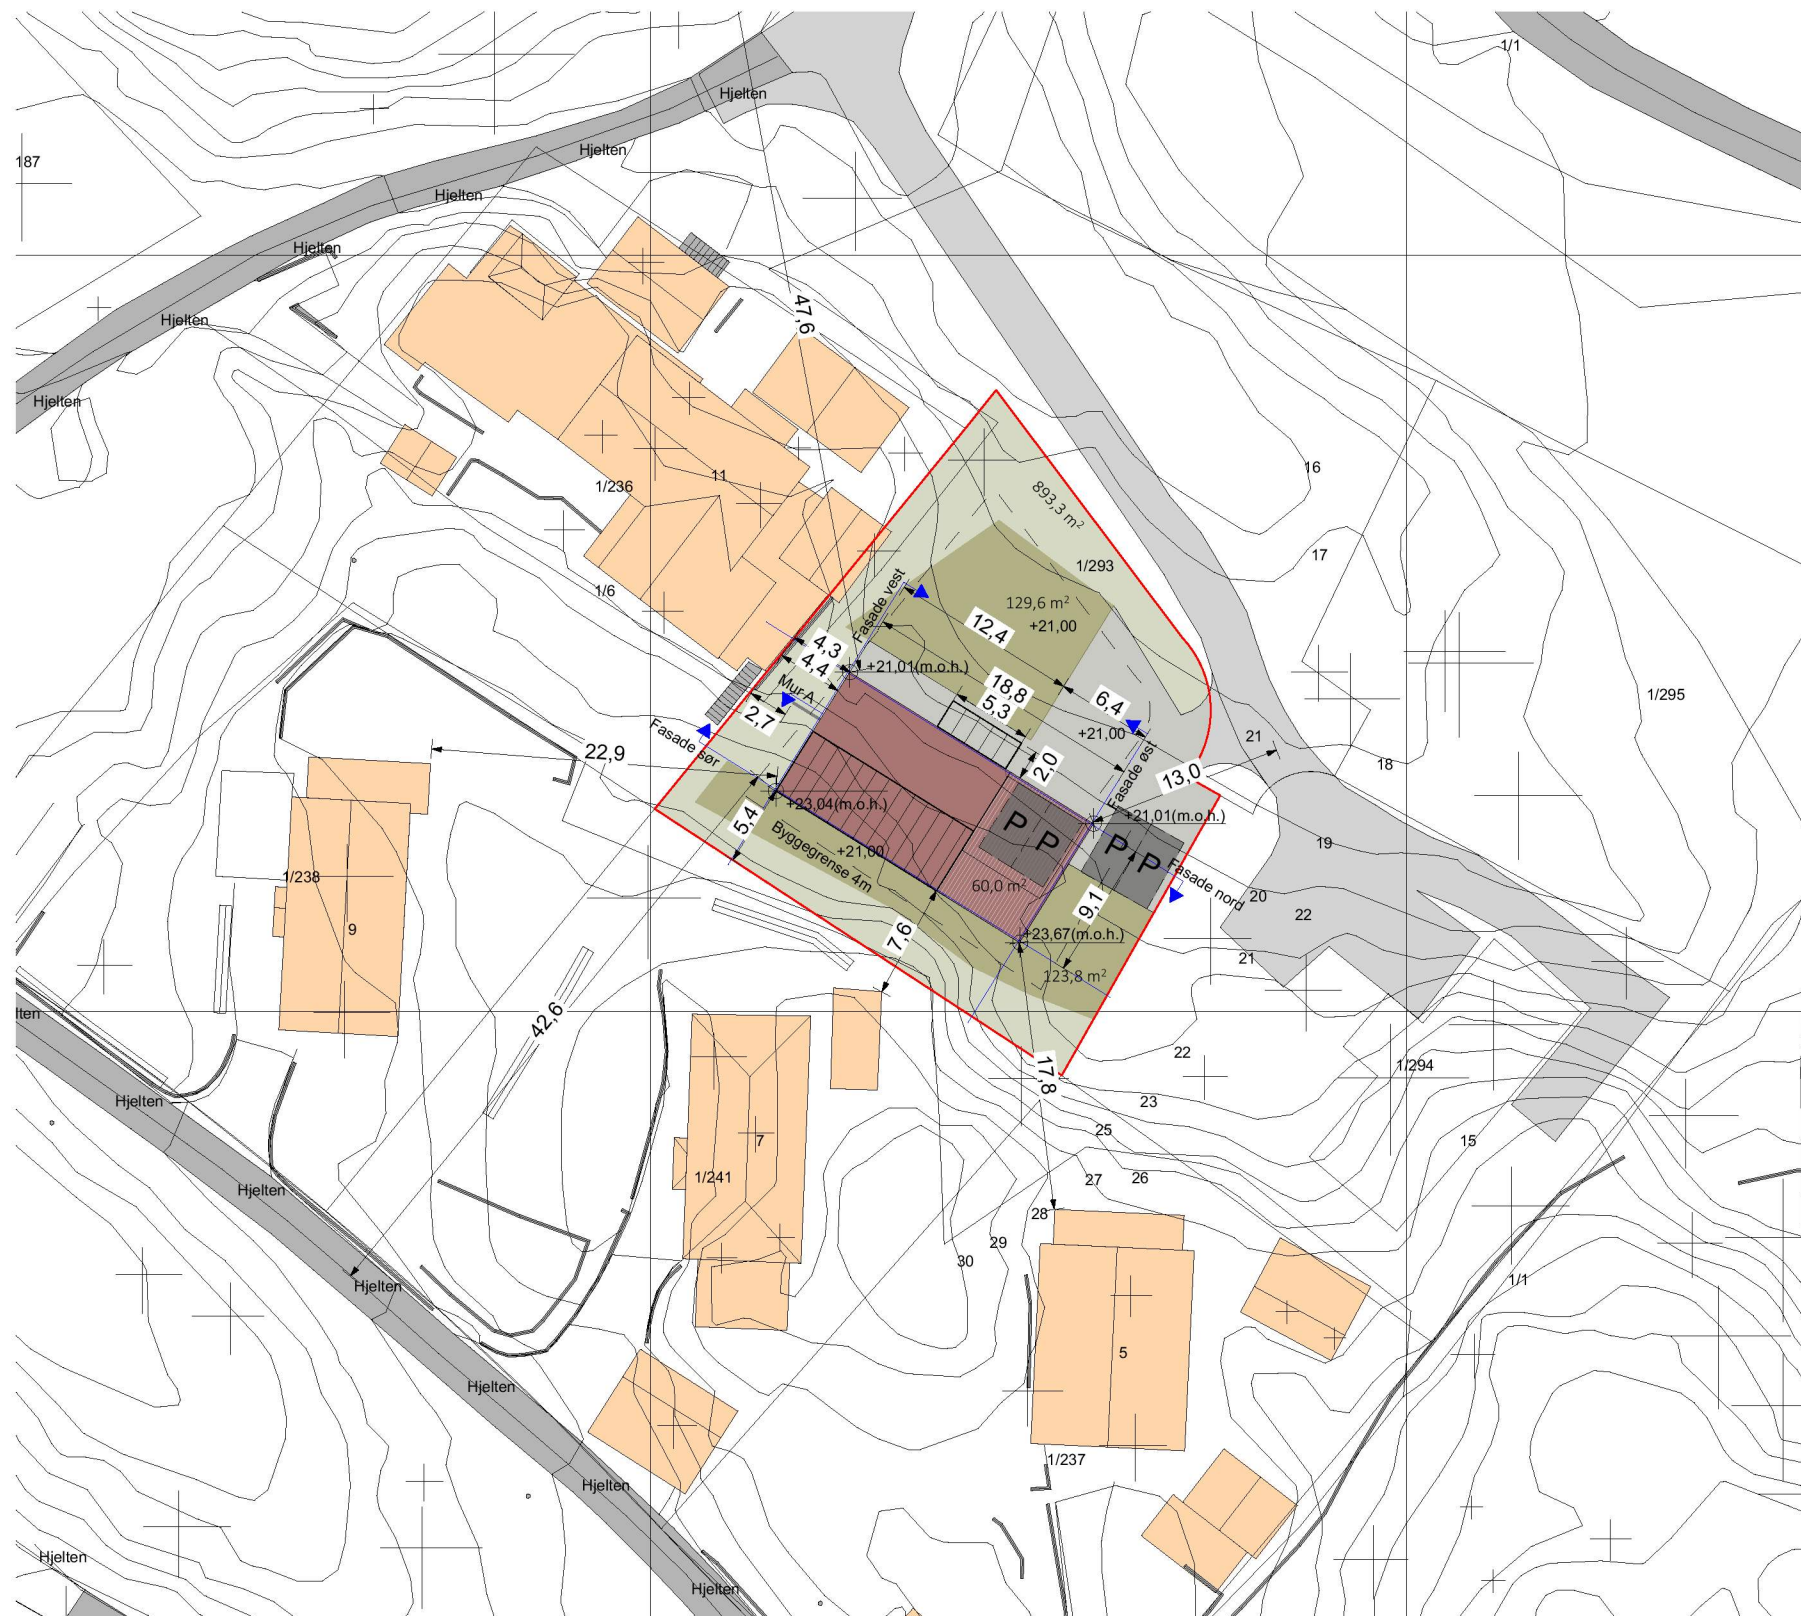 1/1
Hjelten
Hjelten
187
Hjelten
Hjelten
47,6
Hjelten
Hjelten
16
11
1/236
893,3 m²
17
1/293
1/6
Fasade vest
129,6 m²
+21,00
12,4
4,3
4,4
+21,01(m.o.h.)
18,8
5,3
6,4
1/295
Mur A
2,7
Fasade sør
22,9
+21,00
21
18
2,0
Fasade øst
13,0
+23,04(m.o.h.)
+21,01(m.o.h.)
5,4
P
P
P
P
Byggegrense 4m
+21,00
19
Fasade nord
1/238
60,0 m²
20
9,1
22
9
7,6
+23,67(m.o.h.)
21
123,8 m²
lten
42,6
22
17,8
1/294
Hjelten
23
25
7
15
1/241
27
26
Hjelten
28
29
30
Hjelten
1/1
5
Hjelten
1/237
Hjelten
Hjelten
Hjelten